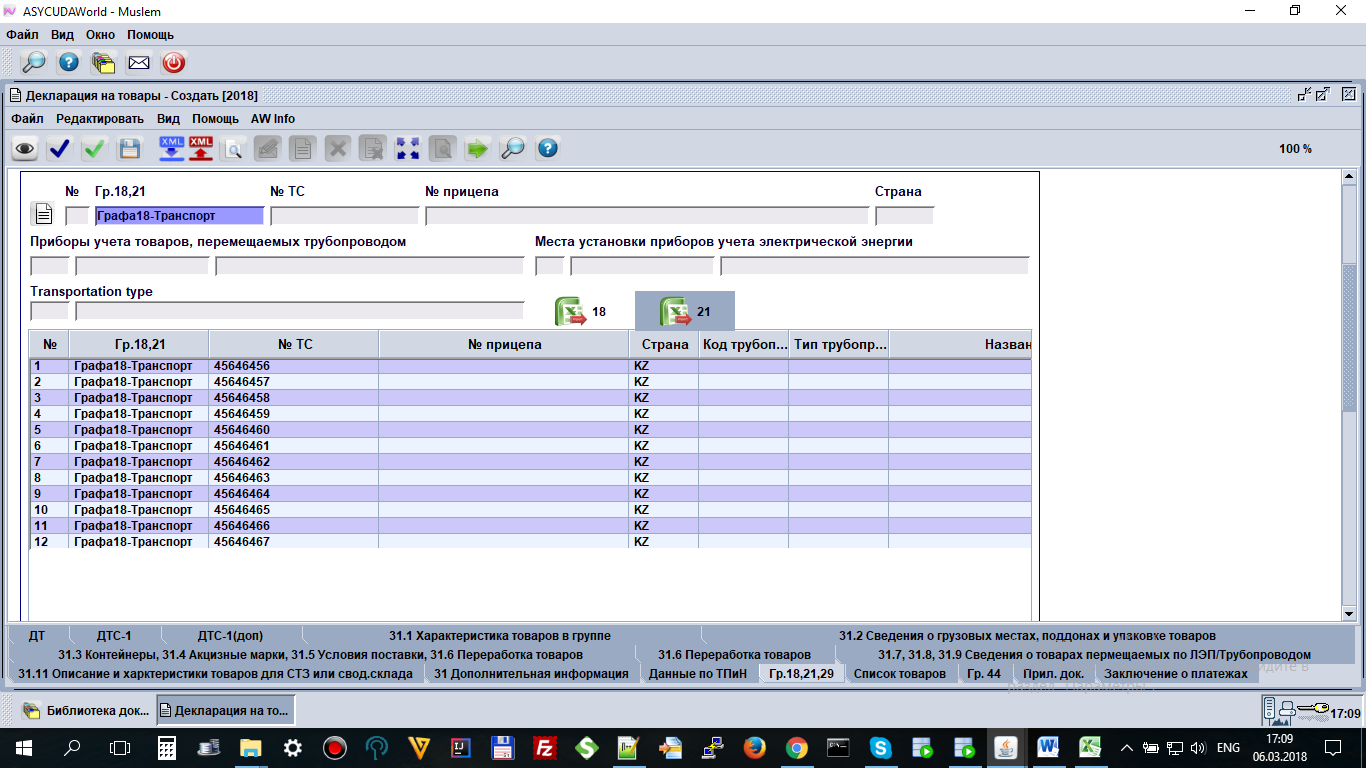 ASYCUDAWorld - Muslem
Файл Вид Окно Помощь
Декларация на товары - Создать [2018]
Файл Редактировать Вид Помощь AW Info
XML XML 100 %
№ Гр.18,21 № ТС № прицепа Страна
Графа18-Транспорт
Приборы учета товаров, перемещаемых трубопроводом Места установки приборов учета электрической энергии
Transportation type
18 21
№ Гр.18,21 № ТС № прицепа Страна Код трубоп... Тип трубопр... Назван
1 Графа18-Транспорт 45646456 KZ
2 Графа18-Транспорт 45646457 KZ
3 Графа18-Транспорт 45646458 KZ
4 Графа18-Транспорт 45646459 KZ
5 Графа18-Транспорт 45646460 KZ
6 Графа18-Транспорт 45646461 KZ
7 Графа18-Транспорт 45646462 KZ
8 Графа18-Транспорт 45646463 KZ
9 Графа18-Транспорт 45646464 KZ
10 Графа18-Транспорт 45646465 KZ
11 Графа18-Транспорт 45646466 KZ
12 Графа18-Транспорт 45646467 KZ
ДТ ДТС-1 ДТС-1(доп) 31.1 Характеристика товаров в группе 31.2 Сведения о грузовых местах, поддонах и упаковке товаров
31.3 Контейнеры, 31.4 Акцизные марки, 31.5 Условия поставки, 31.6 Переработка товаров 31.6 Переработка товаров 31.7, 31.8, 31.9 Сведения о товарах пермещаемых по ЛЭП/Трубопроводом
31.11 Описание и харктеристики товаров для СТЗ или свод.склада 31 Дополнительная информация Данные по ТПиН Гр.18,21,29 Список товаров Гр. 44 Прил. док. Заключение о платежах
Библиотека док... Декларация на то... 17:09
ENG 17:09
06.03.2018